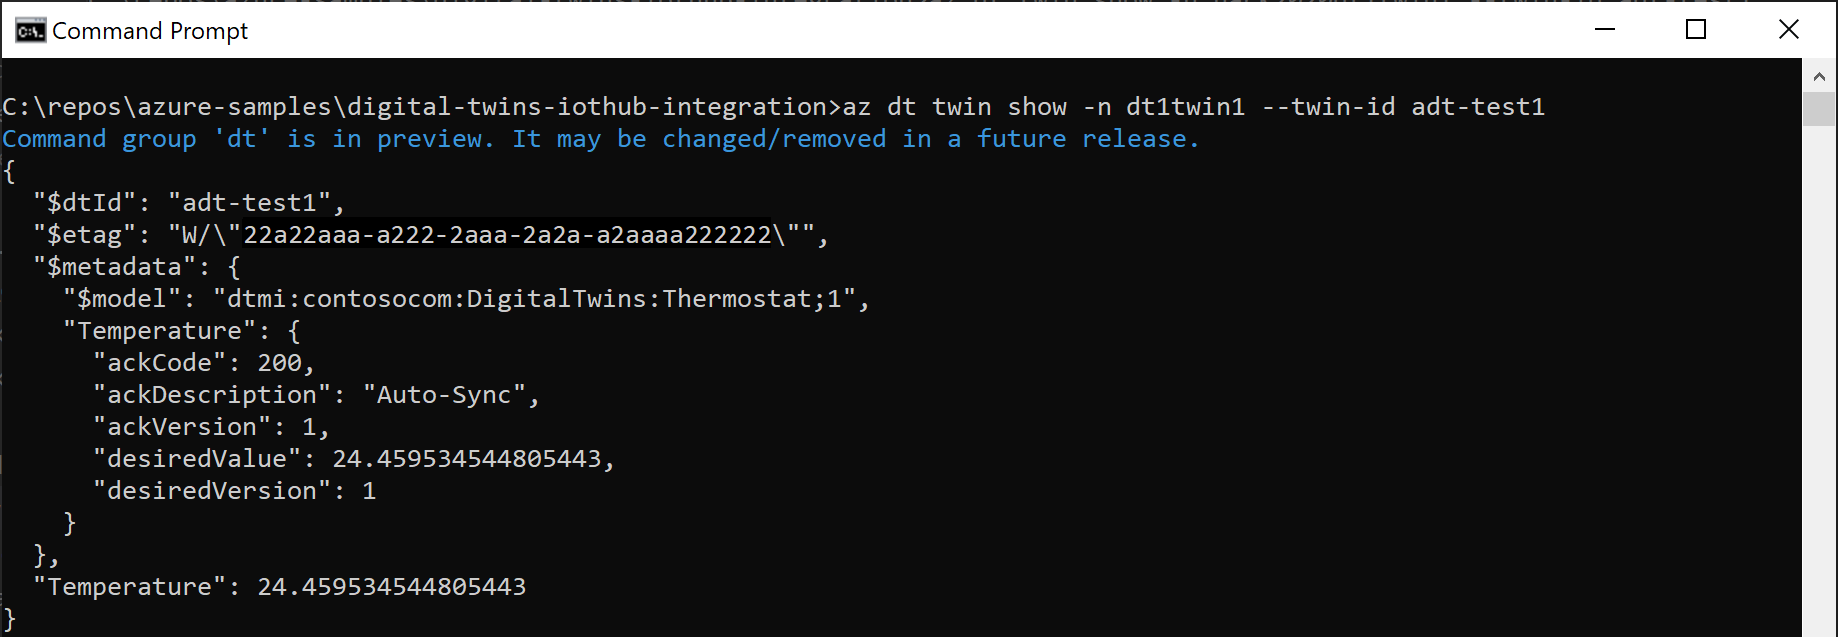 Command Prompt
C:\repos\azure-samples\digital-twins-iothub-integration>az dt twin show -n dt1twin1 --twin-id adt-test1
Command group 'dt' is in preview. It may be changed/removed in a future release.
{
  "$dtId": "adt-test1",
  "$etag": "W/\"22a22aaa-a222-2aaa-2a2a-a2aaaa222222\"",
  "$metadata": {
    "$model": "dtmi:contosocom:DigitalTwins:Thermostat;1",
    "Temperature": {
      "ackCode": 200,
      "ackDescription": "Auto-Sync",
      "ackVersion": 1,
      "desiredValue": 24.459534544805443,
      "desiredVersion": 1
    }
  },
  "Temperature": 24.459534544805443
}